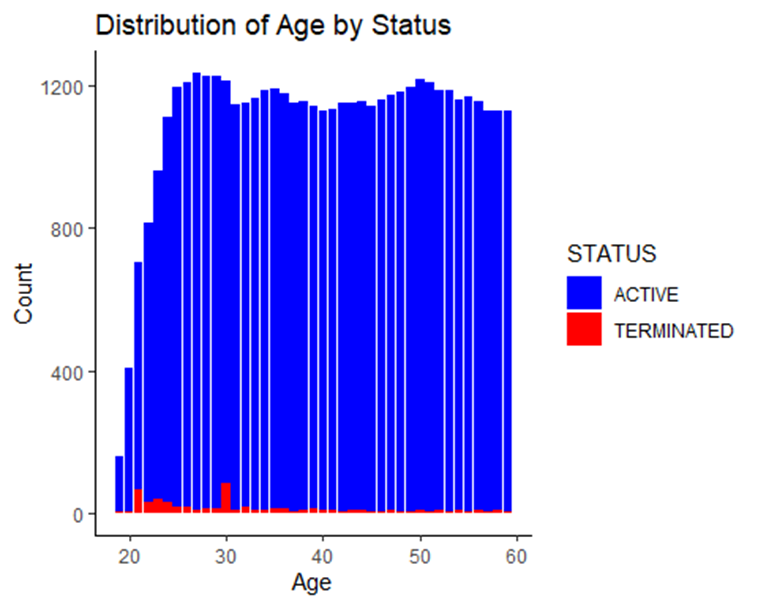 Distribution of Age by Status
1200
800
400
0
Count
20 30 40 50 60
Age
STATUS
ACTIVE
TERMINATED